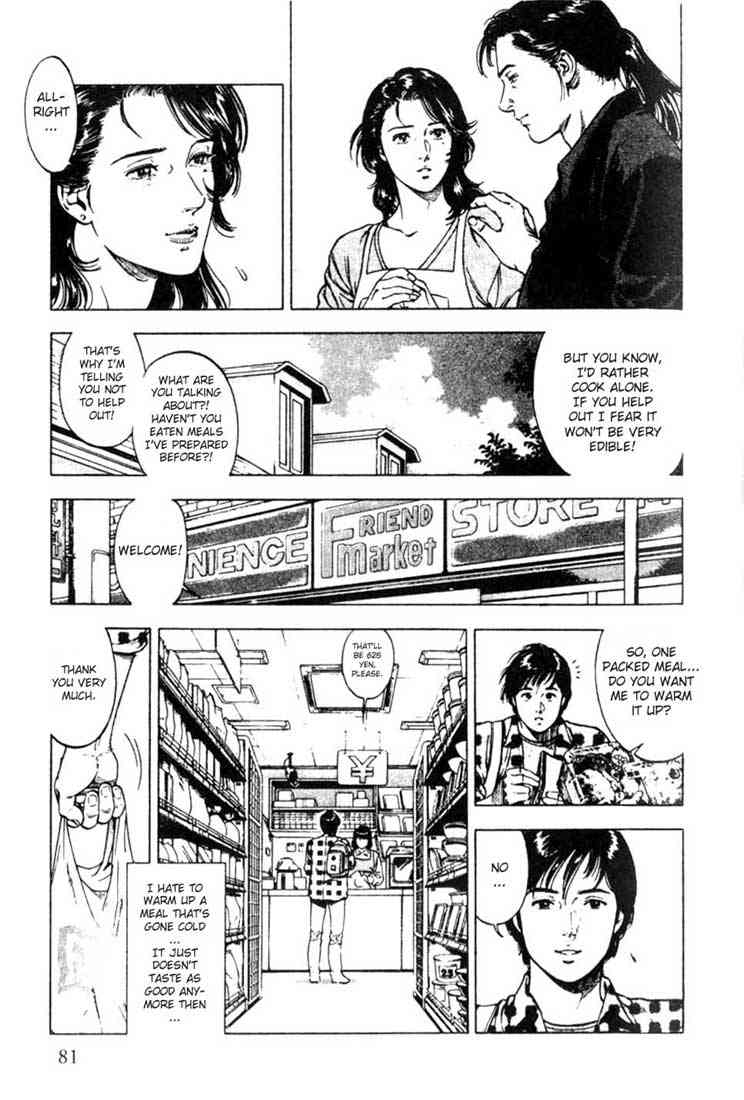 ALL-
RIGHT
...
BUT YOU KNOW,
I'D RATHER
COOK ALONE.
IF YOU HELP
OUT I FEAR IT
WON'T BE VERY
EDIBLE!
WHAT ARE
YOU TALKING
ABOUT?!
HAVEN'T YOU
EATEN MEALS
I'VE PREPARED
BEFORE?!
THAT'S
WHY I'M
TELLING
YOU NOT
TO HELP
OUT!
WELCOME!
NIENCE
FRIEND
Market
STORE
SO, ONE
PACKED MEAL...
DO YOU WANT
ME TO WARM
IT UP?
NO
...
THAT'LL
BE 625
YEN,
PLEASE.
¥
I HATE TO
WARM UP A
MEAL THAT'S
GONE COLD
...
IT JUST
DOESN'T
TASTE AS
GOOD ANY-
MORE THEN
...
THANK
YOU VERY
MUCH.
81